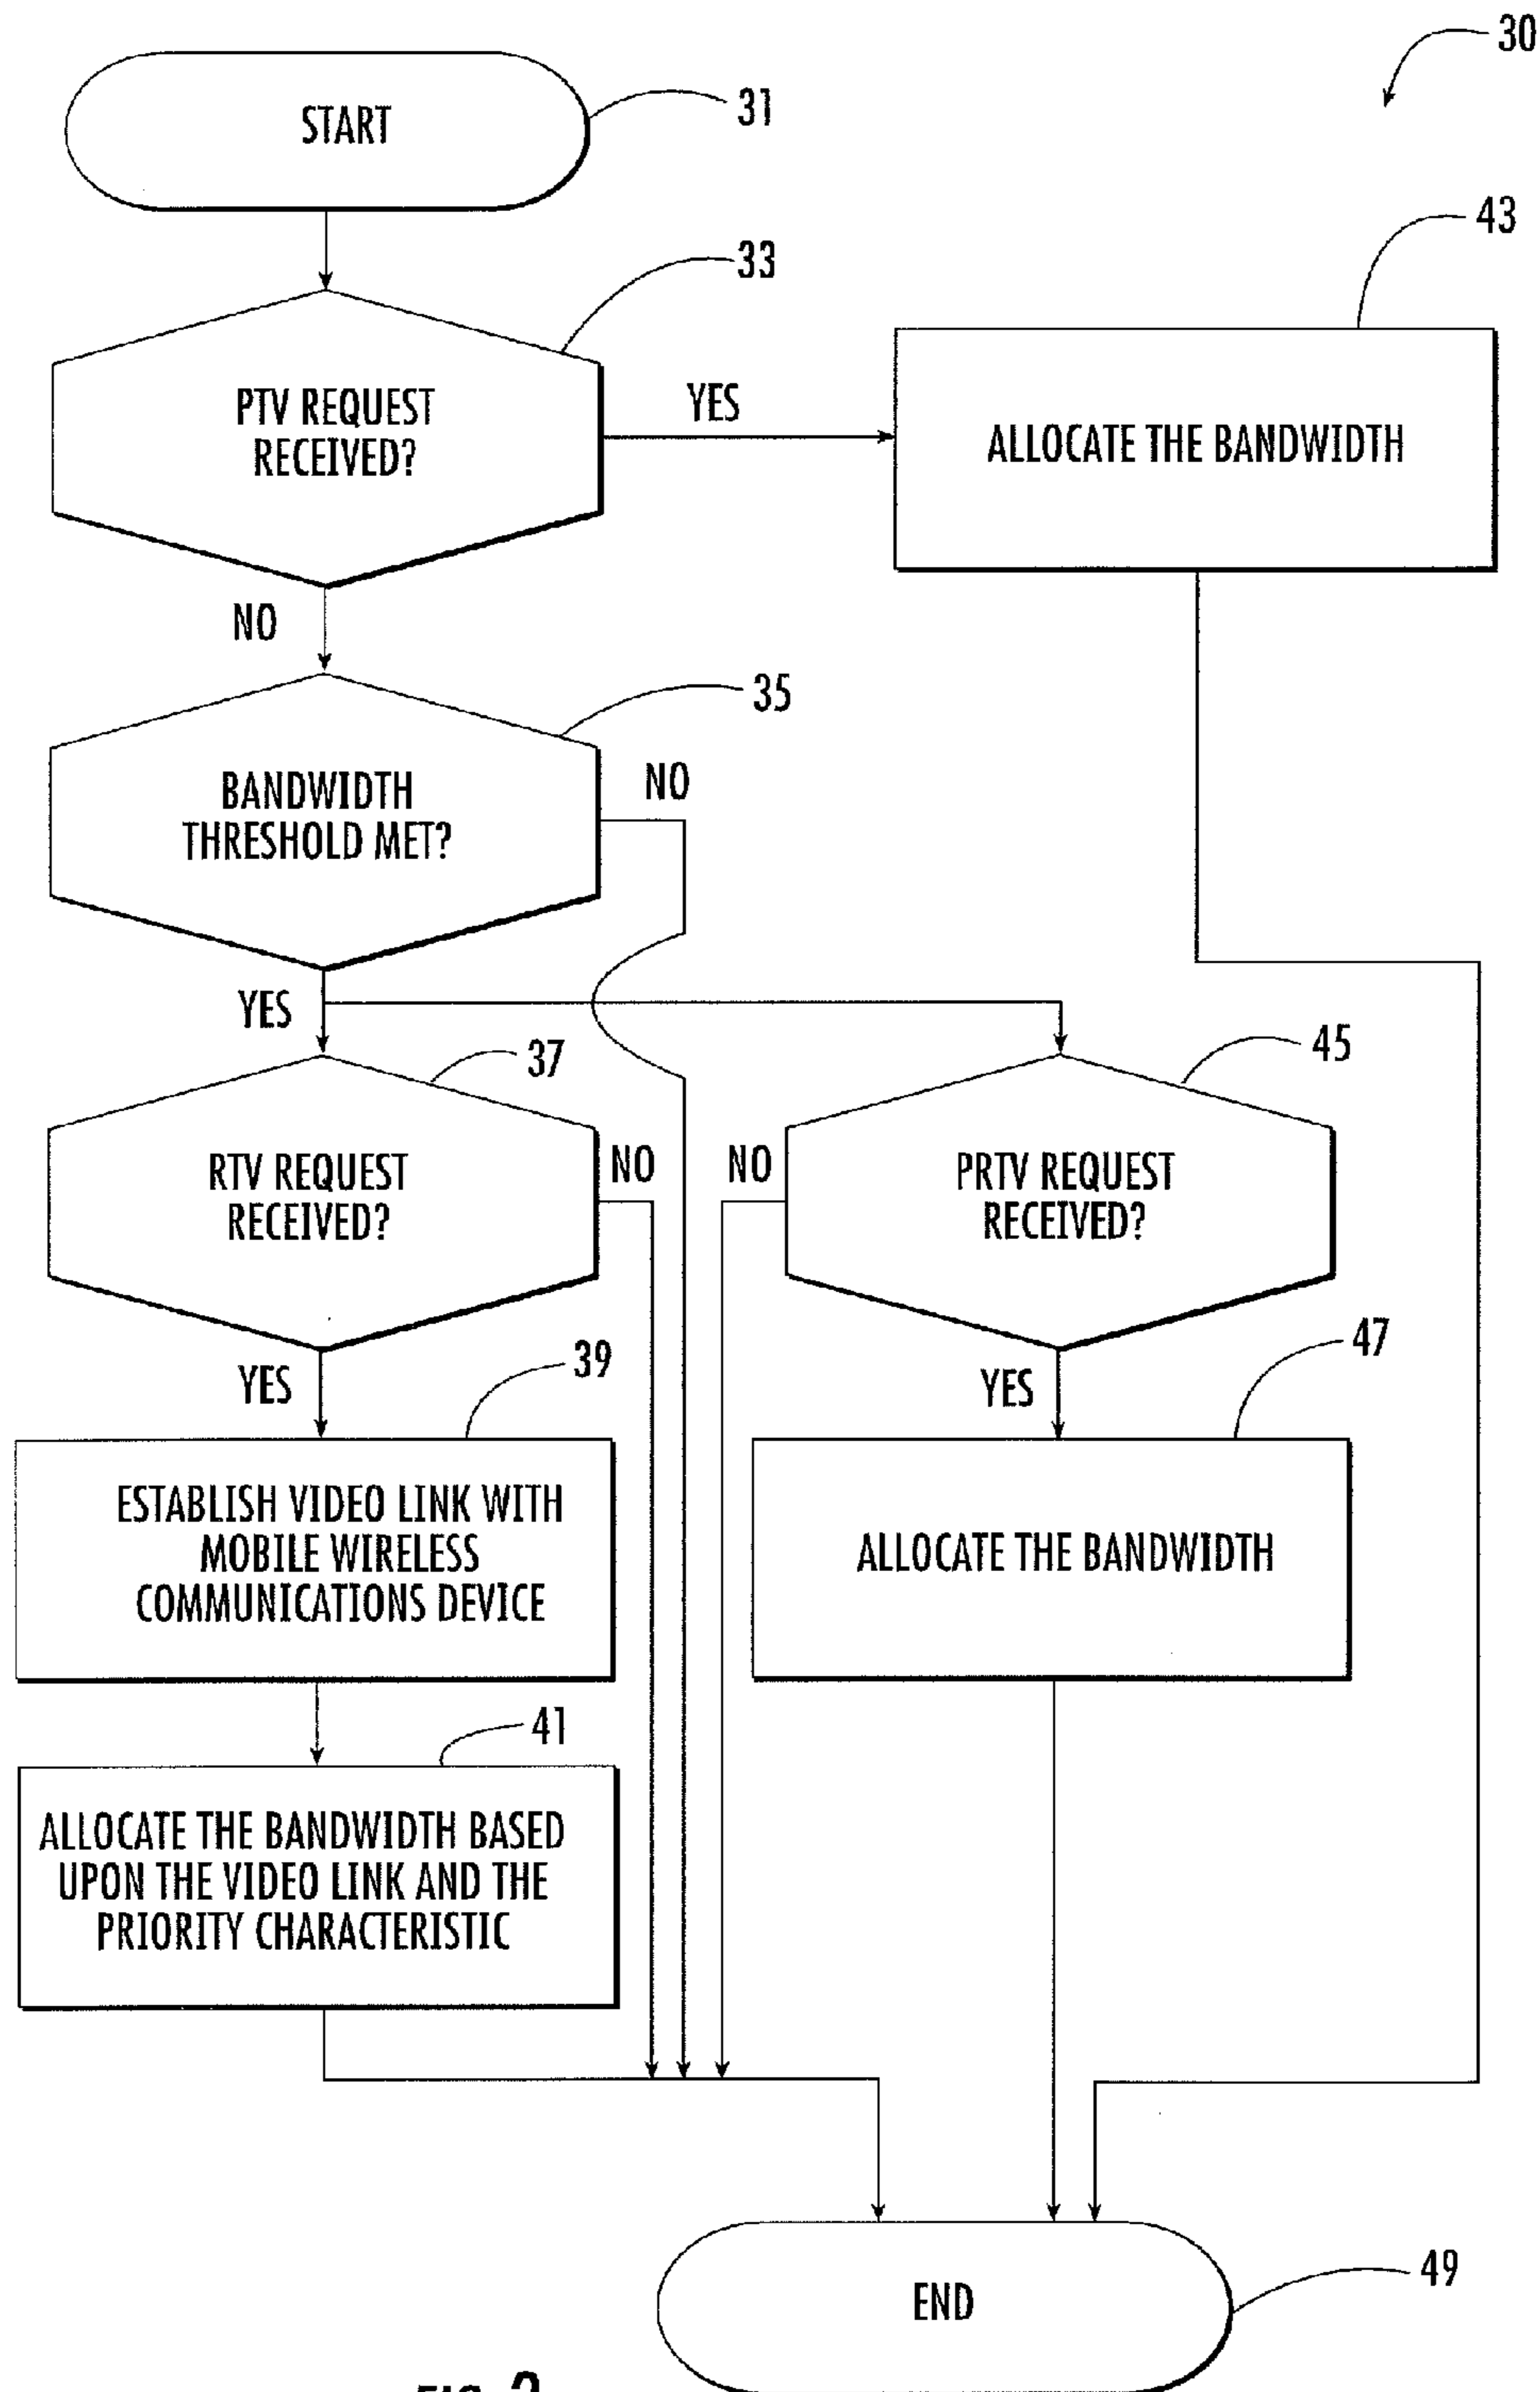 30
START
31
43
33
PTV REQUEST
RECEIVED?
YES
ALLOCATE THE BANDWIDTH
NO
35
BANDWIDTH
THRESHOLD MET?
NO
YES
37
45
RTV REQUEST
RECEIVED?
NO
NO
PRTV REQUEST
RECEIVED?
YES
39
YES
47
ESTABLISH VIDEO LINK WITH
MOBILE WIRELESS
COMMUNICATIONS DEVICE
ALLOCATE THE BANDWIDTH
41
ALLOCATE THE BANDWIDTH BASED
UPON THE VIDEO LINK AND THE
PRIORITY CHARACTERISTIC
END
49